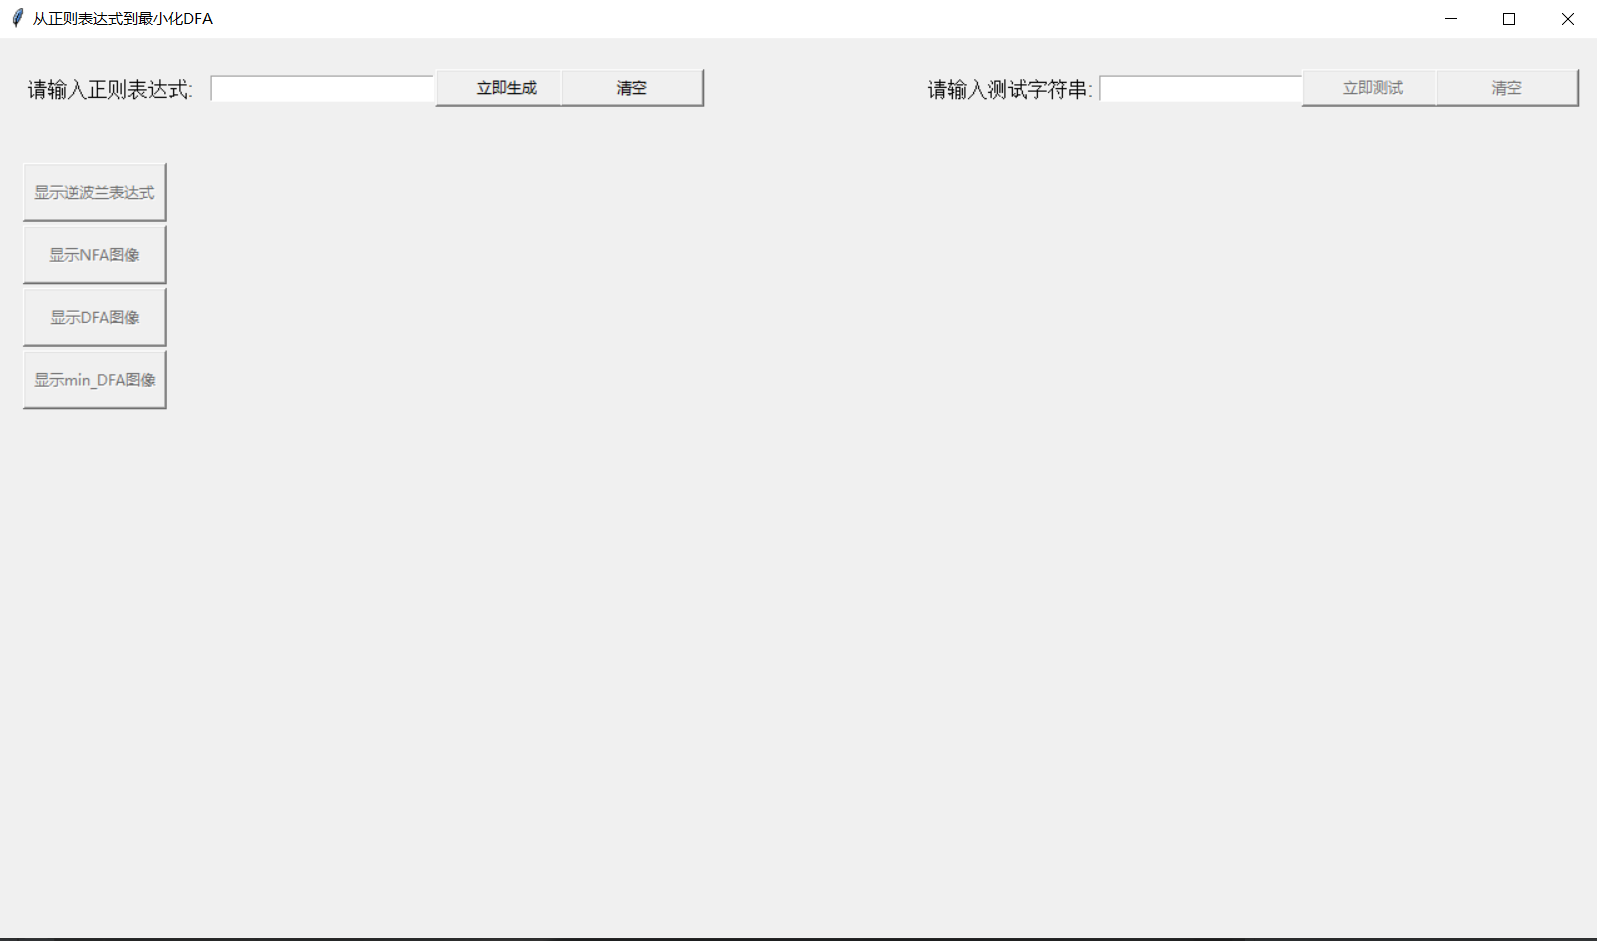 从正则表达式到最小化DFA
请输入正则表达式: 立即生成 清空 请输入测试字符串: 立即测试 清空
显示逆波兰表达式
显示NFA图像
显示DFA图像
显示min_DFA图像